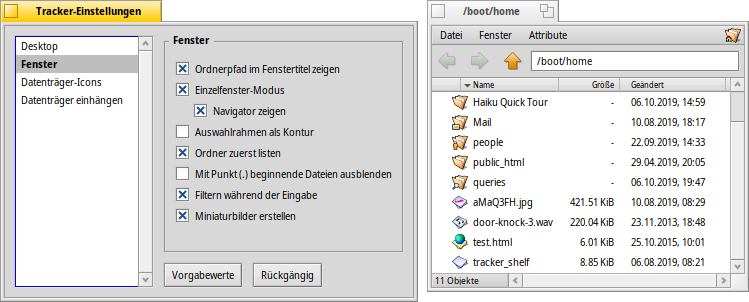 Tracker-Einstellungen
Desktop
Fenster
Datenträger-Icons
Datenträger einhängen
Fenster
Ordnerpfad im Fenstertitel zeigen
Einzelfenster-Modus
Navigator zeigen
Auswahlrahmen als Kontur
Ordner zuerst listen
Mit Punkt (.) beginnende Dateien ausblenden
Filtern während der Eingabe
Miniaturbilder erstellen
Vorgabewerte Rückgängig
/boot/home
Datei Fenster Attribute
/boot/home
Name Größe Geändert
Haiku Quick Tour - 06.10.2019, 14:59
Mail - 10.08.2019, 18:17
people - 22.09.2019, 14:33
public_html - 29.04.2019, 20:05
queries - 06.10.2019, 19:47
aMaQ3FH.jpg 421.51 KiB 10.08.2019, 08:29
door-knock-3.wav 220.04 KiB 23.11.2013, 18:48
test.html 6.01 KiB 25.10.2015, 10:01
tracker_shelf 8.85 KiB 06.08.2019, 08:21
11 Objekte